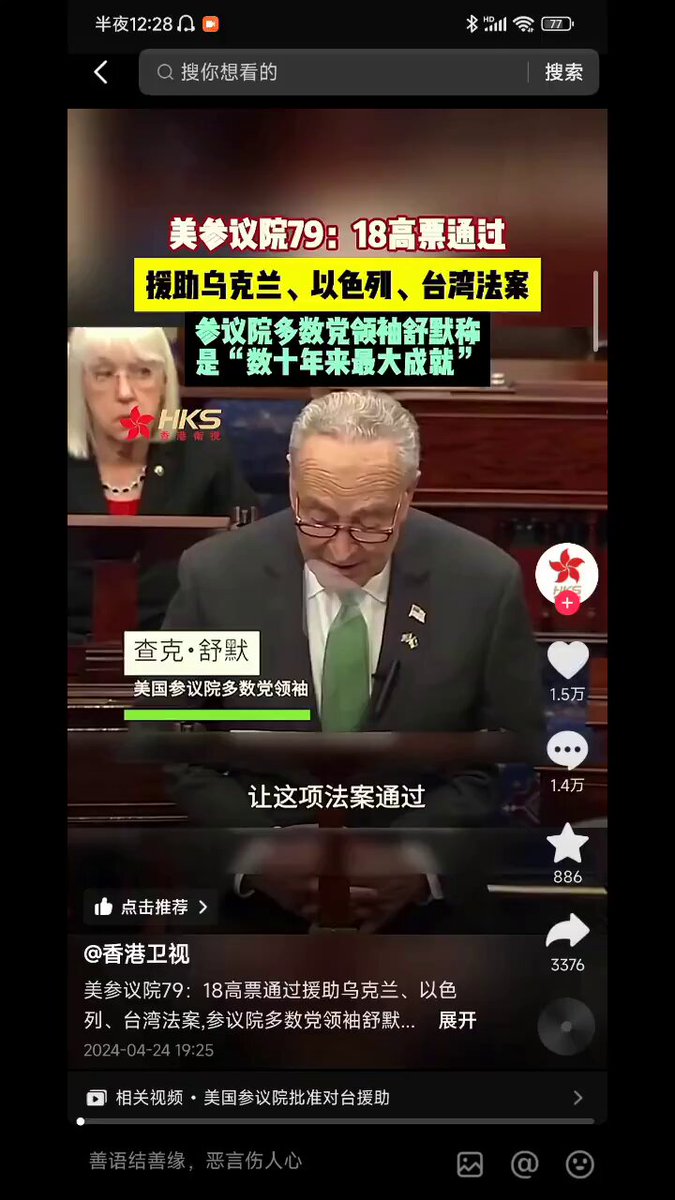 半夜12:28
HD
77
搜你想看的
搜索
美参议院79：18高票通过
援助乌克兰、以色列、台湾法案
参议院多数党领袖舒默称
是“数十年来最大成就”
HKS
香港衛視
HKS
查克·舒默
美国参议院多数党领袖
1.5万
1.4万
让这项法案通过
886
点击推荐
3376
@香港卫视
美参议院79：18高票通过援助乌克兰、以色
列、台湾法案,参议院多数党领袖舒默... 展开
2024-04-24 19:25
相关视频·美国参议院批准对台援助
善语结善缘，恶言伤人心